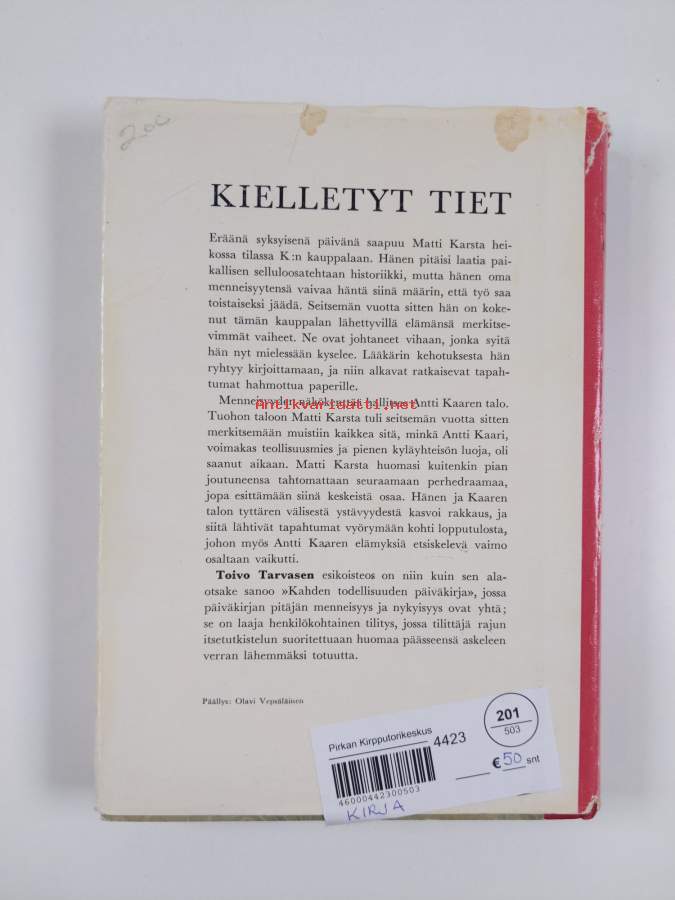 200
KIELLETYT TIET
Eräänä syksyisenä päivänä saapuu Matti Karsta hei-
kossa tilassa K:n kauppalaan. Hänen pitäisi laatia pai-
kallisen selluloosatehtaan historiikki, mutta hänen oma
menneisyytensä vaivaa häntä siinä määrin, että työ saa
toistaiseksi jäädä. Seitsemän vuotta sitten hän on koke-
nut tämän kauppalan lähettyvillä elämänsä merkitse-
vimmät vaiheet. Ne ovat johtaneet vihaan, jonka syitä
hän nyt mielessään kyselee. Lääkärin kehotuksesta hän
ryhtyy kirjoittamaan, ja niin alkavat ratkaisevat tapah-
tumat hahmottua paperille.
Menneisyyden näkökenttää hallitsee Antti Kaaren talo.
Antikvariaatti.net
Tuohon taloon Matti Karsta tuli seitsemän vuotta sitten
merkitsemään muistiin kaikkea sitä, minkä Antti Kaari,
voimakas teollisuusmies ja pienen kyläyhteisön luoja, oli
saanut aikaan. Matti Karsta huomasi kuitenkin pian
joutuneensa tahtomattaan seuraamaan perhedraamaa,
jopa esittämään siinä keskeistä osaa. Hänen ja Kaaren
talon tyttären välisestä ystävyydestä kasvoi rakkaus, ja
siitä lähtivät tapahtumat vyörymään kohti lopputulosta,
johon myös Antti Kaaren elämyksiä etsiskelevä vaimo
osaltaan vaikutti.
Toivo Tarvasen esikoisteos on niin kuin sen ala-
otsake sanoo »Kahden todellisuuden päiväkirja», jossa
päiväkirjan pitäjän menneisyys ja nykyisyys ovat yhtä;
se on laaja henkilökohtainen tilitys, jossa tilittäjä rajun
itsetutkistelun suoritettuaan huomaa päässeensä askeleen
verran lähemmäksi totuutta.
Päällys: Olavi Vepsäläinen
Pirkan Kirpputorikeskus
4423
201
503
€ 50 snt
46000442300503
KIRJA